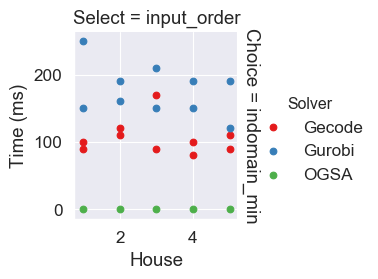 Select = input_order
Time (ms)
200
100
0
2
4
House
Choice = indomain_min
Solver
Gecode
Gurobi
OGSA